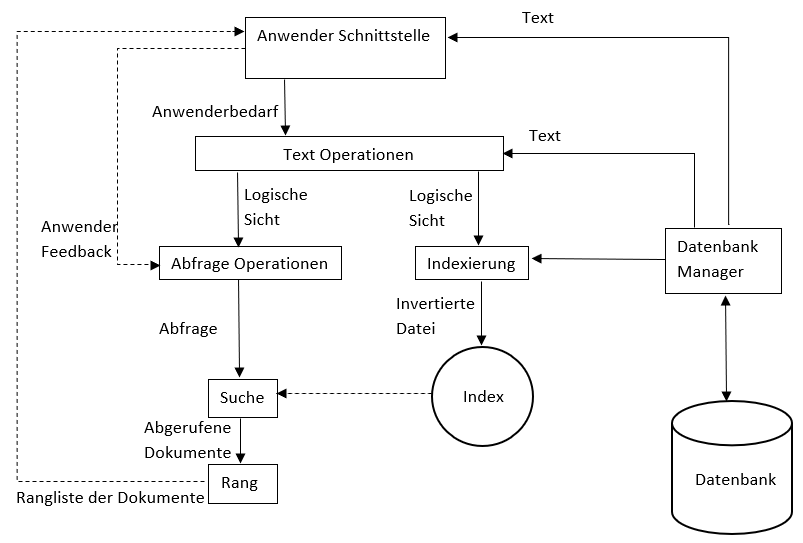 Text
Anwender Schnittstelle
Anwenderbedarf
Text
Text Operationen
Logische
Sicht
Logische
Sicht
Anwender
Feedback
Datenbank
Manager
Abfrage Operationen
Indexierung
Invertierte
Datei
Abfrage
Suche
Index
Abgerufene
Dokumente
Rang
Datenbank
Rangliste der Dokumente